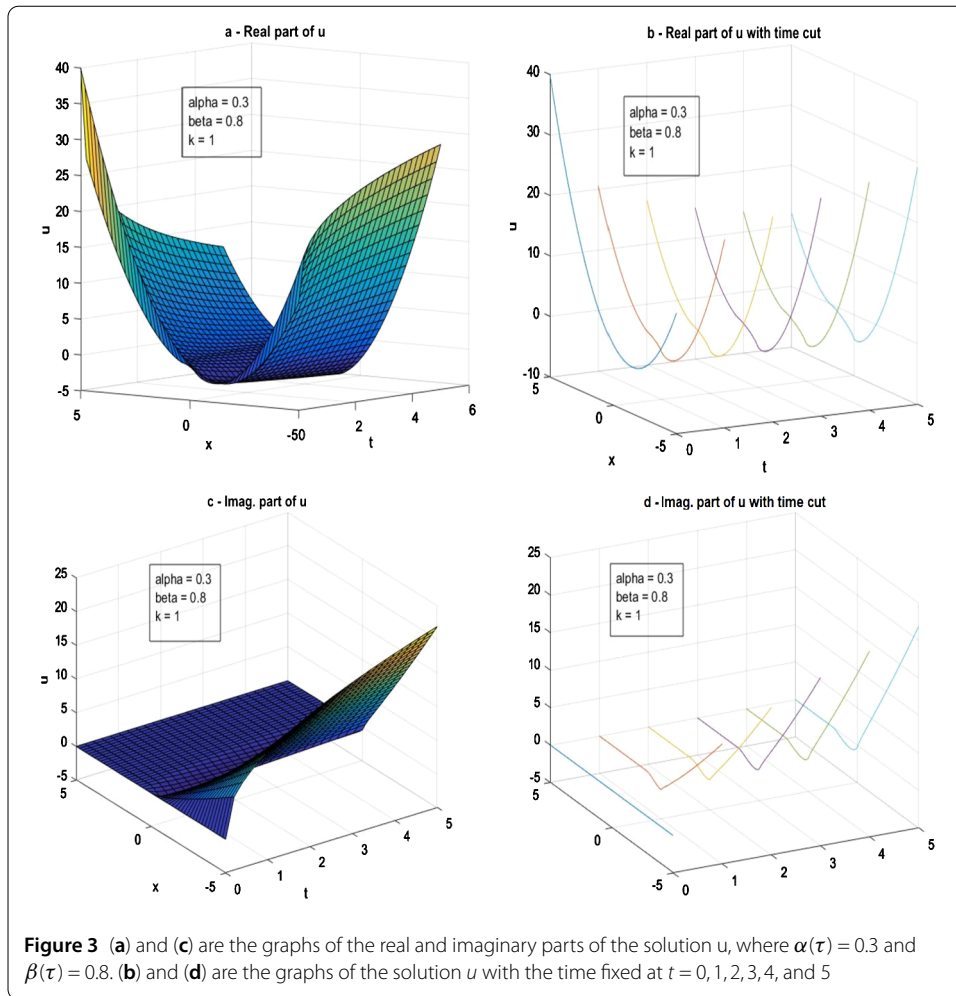 a - Real part of u
40
35
30
25
20
15
10
5
0
-5
u
alpha = 0.3
beta = 0.8
k = 1
5
0
-50
x
2
4
6
t
b - Real part of u with time cut
40
30
20
10
0
-10
u
alpha = 0.3
beta = 0.8
k = 1
5
0
-5
x
0
1
2
3
4
5
t
c - Imag. part of u
25
20
15
10
5
0
-5
u
alpha = 0.3
beta = 0.8
k = 1
5
0
-5
x
0
1
2
3
4
5
t
d - Imag. part of u with time cut
25
20
15
10
5
0
-5
alpha = 0.3
beta = 0.8
k = 1
5
0
-5
x
0
1
2
3
4
5
t
Figure 3 (a) and (c) are the graphs of the real and imaginary parts of the solution u, where α(τ) = 0.3 and
β(τ) = 0.8. (b) and (d) are the graphs of the solution u with the time fixed at t = 0, 1, 2, 3, 4, and 5